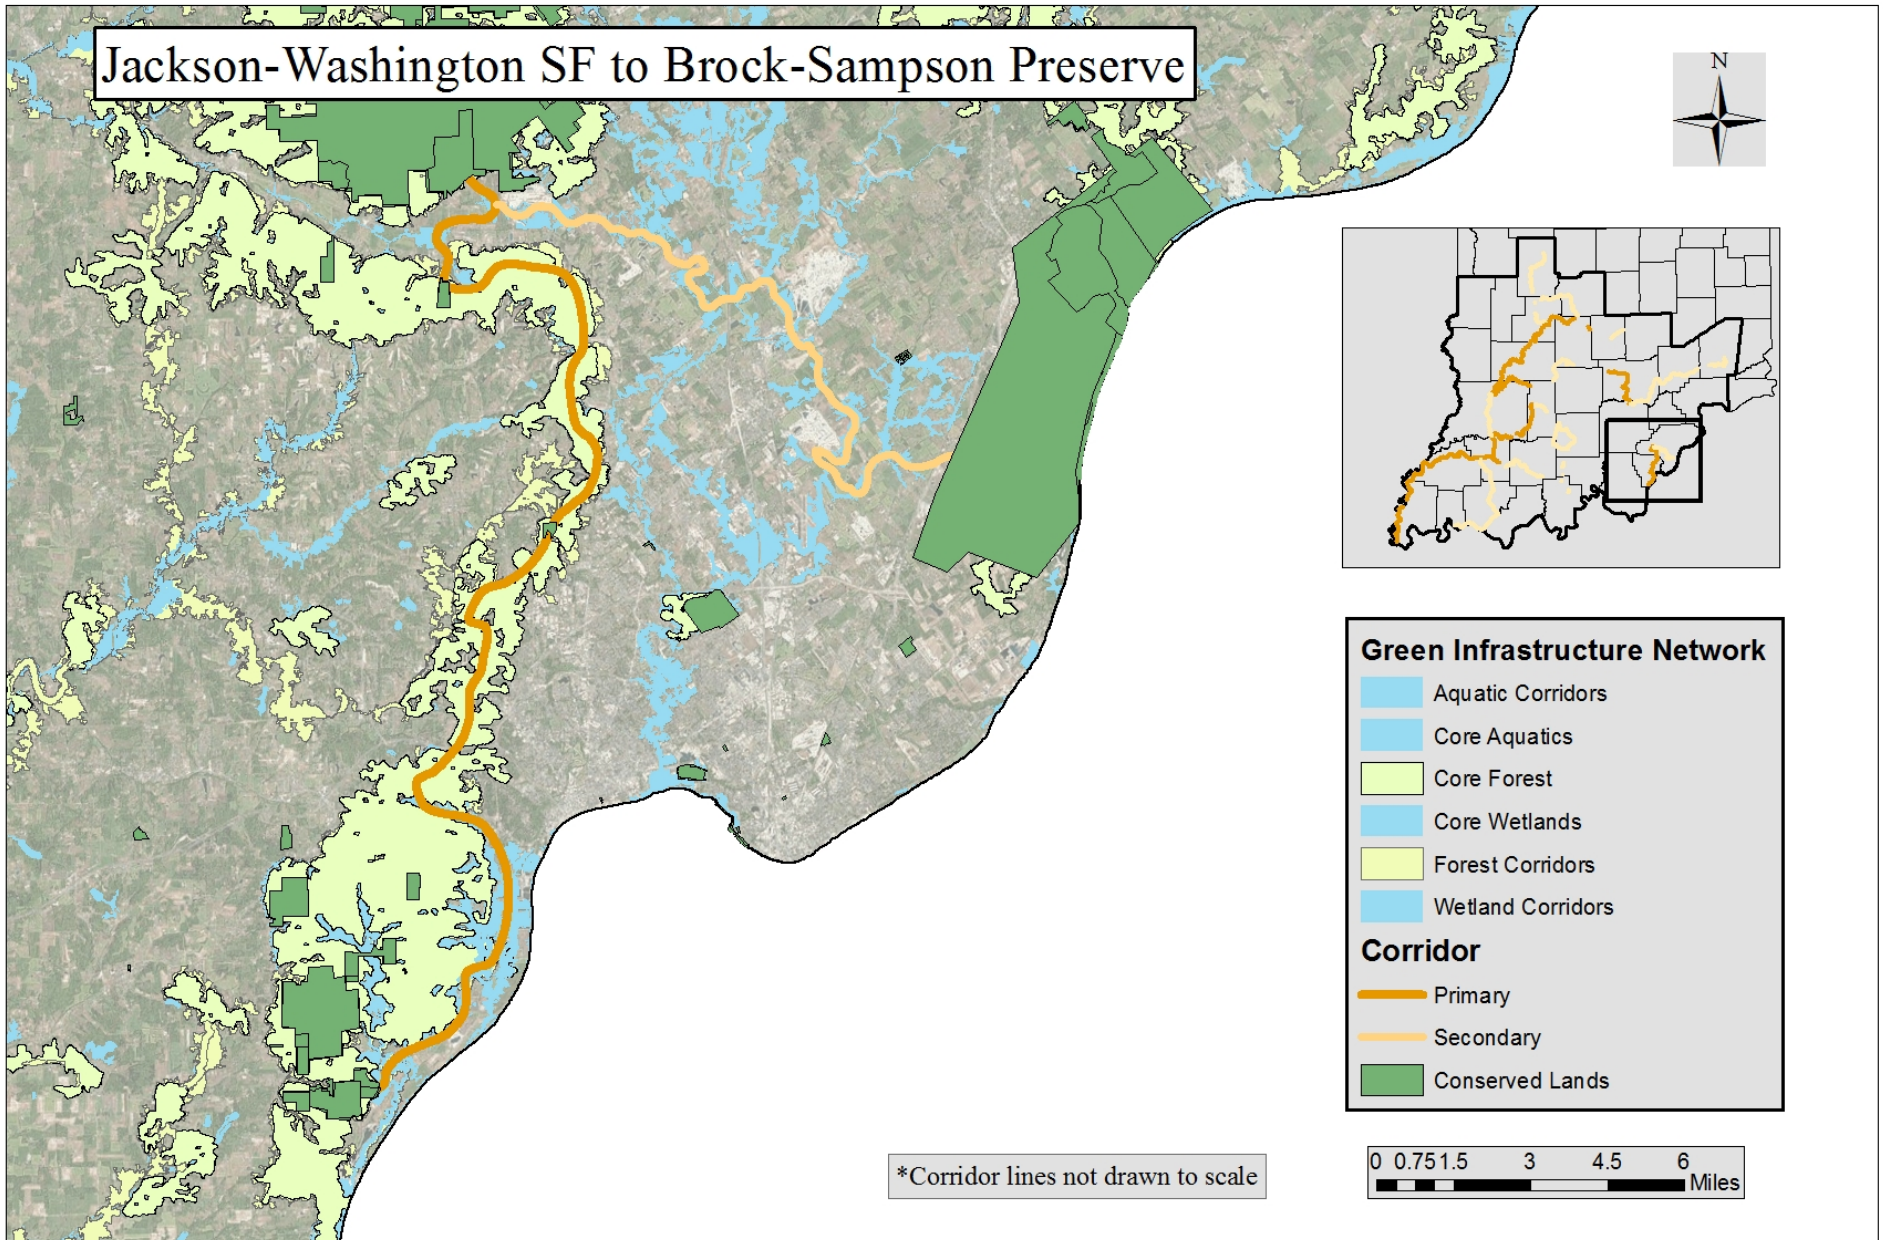 Jackson-Washington SF to Brock-Sampson Preserve
N
Green Infrastructure Network
Aquatic Corridors
Core Aquatics
Core Forest
Core Wetlands
Forest Corridors
Wetland Corridors
Corridor
Primary
Secondary
Conserved Lands
*Corridor lines not drawn to scale
0 0.75 1.5 3 4.5 6
Miles